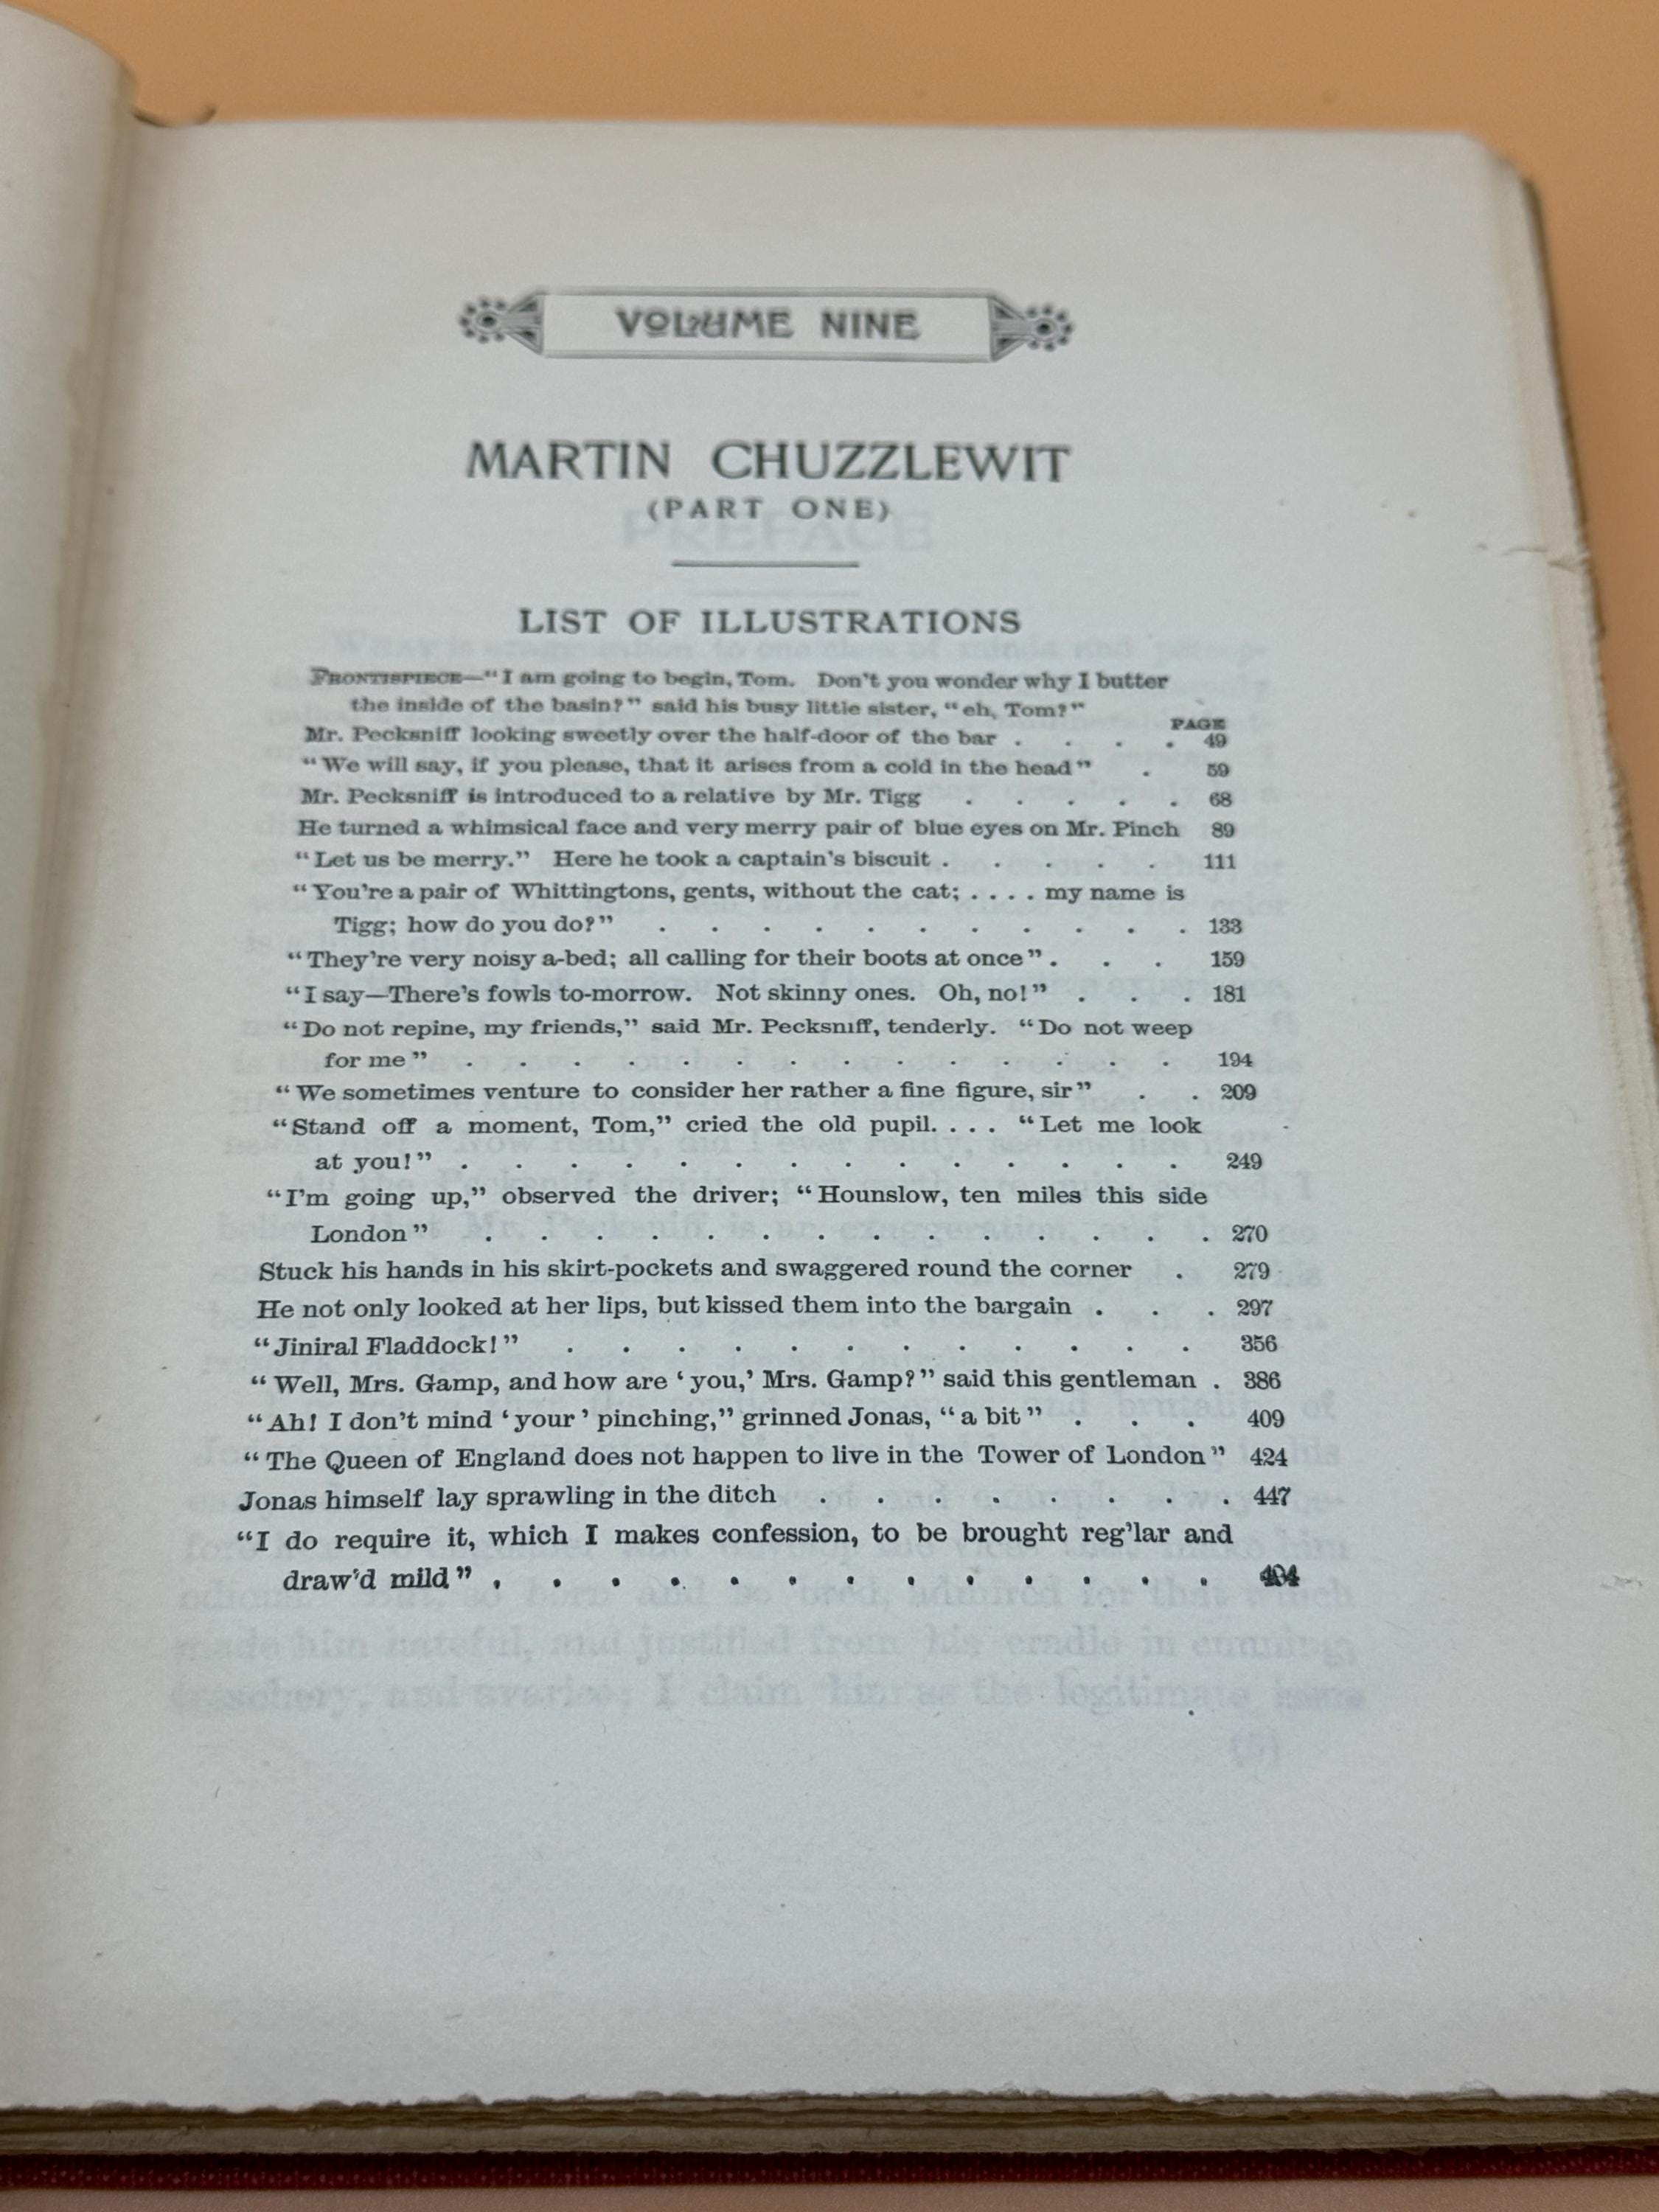 VOLUME NINE
MARTIN CHUZZLEWIT
(PART ONE)
LIST OF ILLUSTRATIONS
FRONTISPIECE—“I am going to begin, Tom. Don't you wonder why I butter
the inside of the basin?” said his busy little sister, “eh, Tom?”
PAGE
Mr. Pecksniff looking sweetly over the half-door of the bar . . . . 49
“We will say, if you please, that it arises from a cold in the head” . 59
Mr. Pecksniff is introduced to a relative by Mr. Tigg . . . . . 68
He turned a whimsical face and very merry pair of blue eyes on Mr. Pinch 89
“Let us be merry.” Here he took a captain's biscuit . . . . . 111
“You're a pair of Whittingtons, gents, without the cat; . . . . my name is
Tigg; how do you do?” . . . . . . . . . . . 133
“They're very noisy a-bed; all calling for their boots at once” . . . 159
“I say—There's fowls to-morrow. Not skinny ones. Oh, no!” . . . 181
“Do not repine, my friends,” said Mr. Pecksniff, tenderly. “Do not weep
for me” . . . . . . . . . . . . . . 194
“We sometimes venture to consider her rather a fine figure, sir” . . 209
“Stand off a moment, Tom,” cried the old pupil. . . . “Let me look
at you!” . . . . . . . . . . . . . . 249
“I'm going up,” observed the driver; “Hounslow, ten miles this side
London” . . . . . . . . . . . . . . 270
Stuck his hands in his skirt-pockets and swaggered round the corner . 279
He not only looked at her lips, but kissed them into the bargain . . . 297
“Jiniral Fladdock!” . . . . . . . . . . . . 356
“Well, Mrs. Gamp, and how are ‘you,’ Mrs. Gamp?” said this gentleman . 386
“Ah! I don't mind ‘your’ pinching,” grinned Jonas, “a bit” . . . 409
“The Queen of England does not happen to live in the Tower of London” 424
Jonas himself lay sprawling in the ditch . . . . . . . . 447
“I do require it, which I makes confession, to be brought reg'lar and
draw'd mild” . . . . . . . . . . . . .